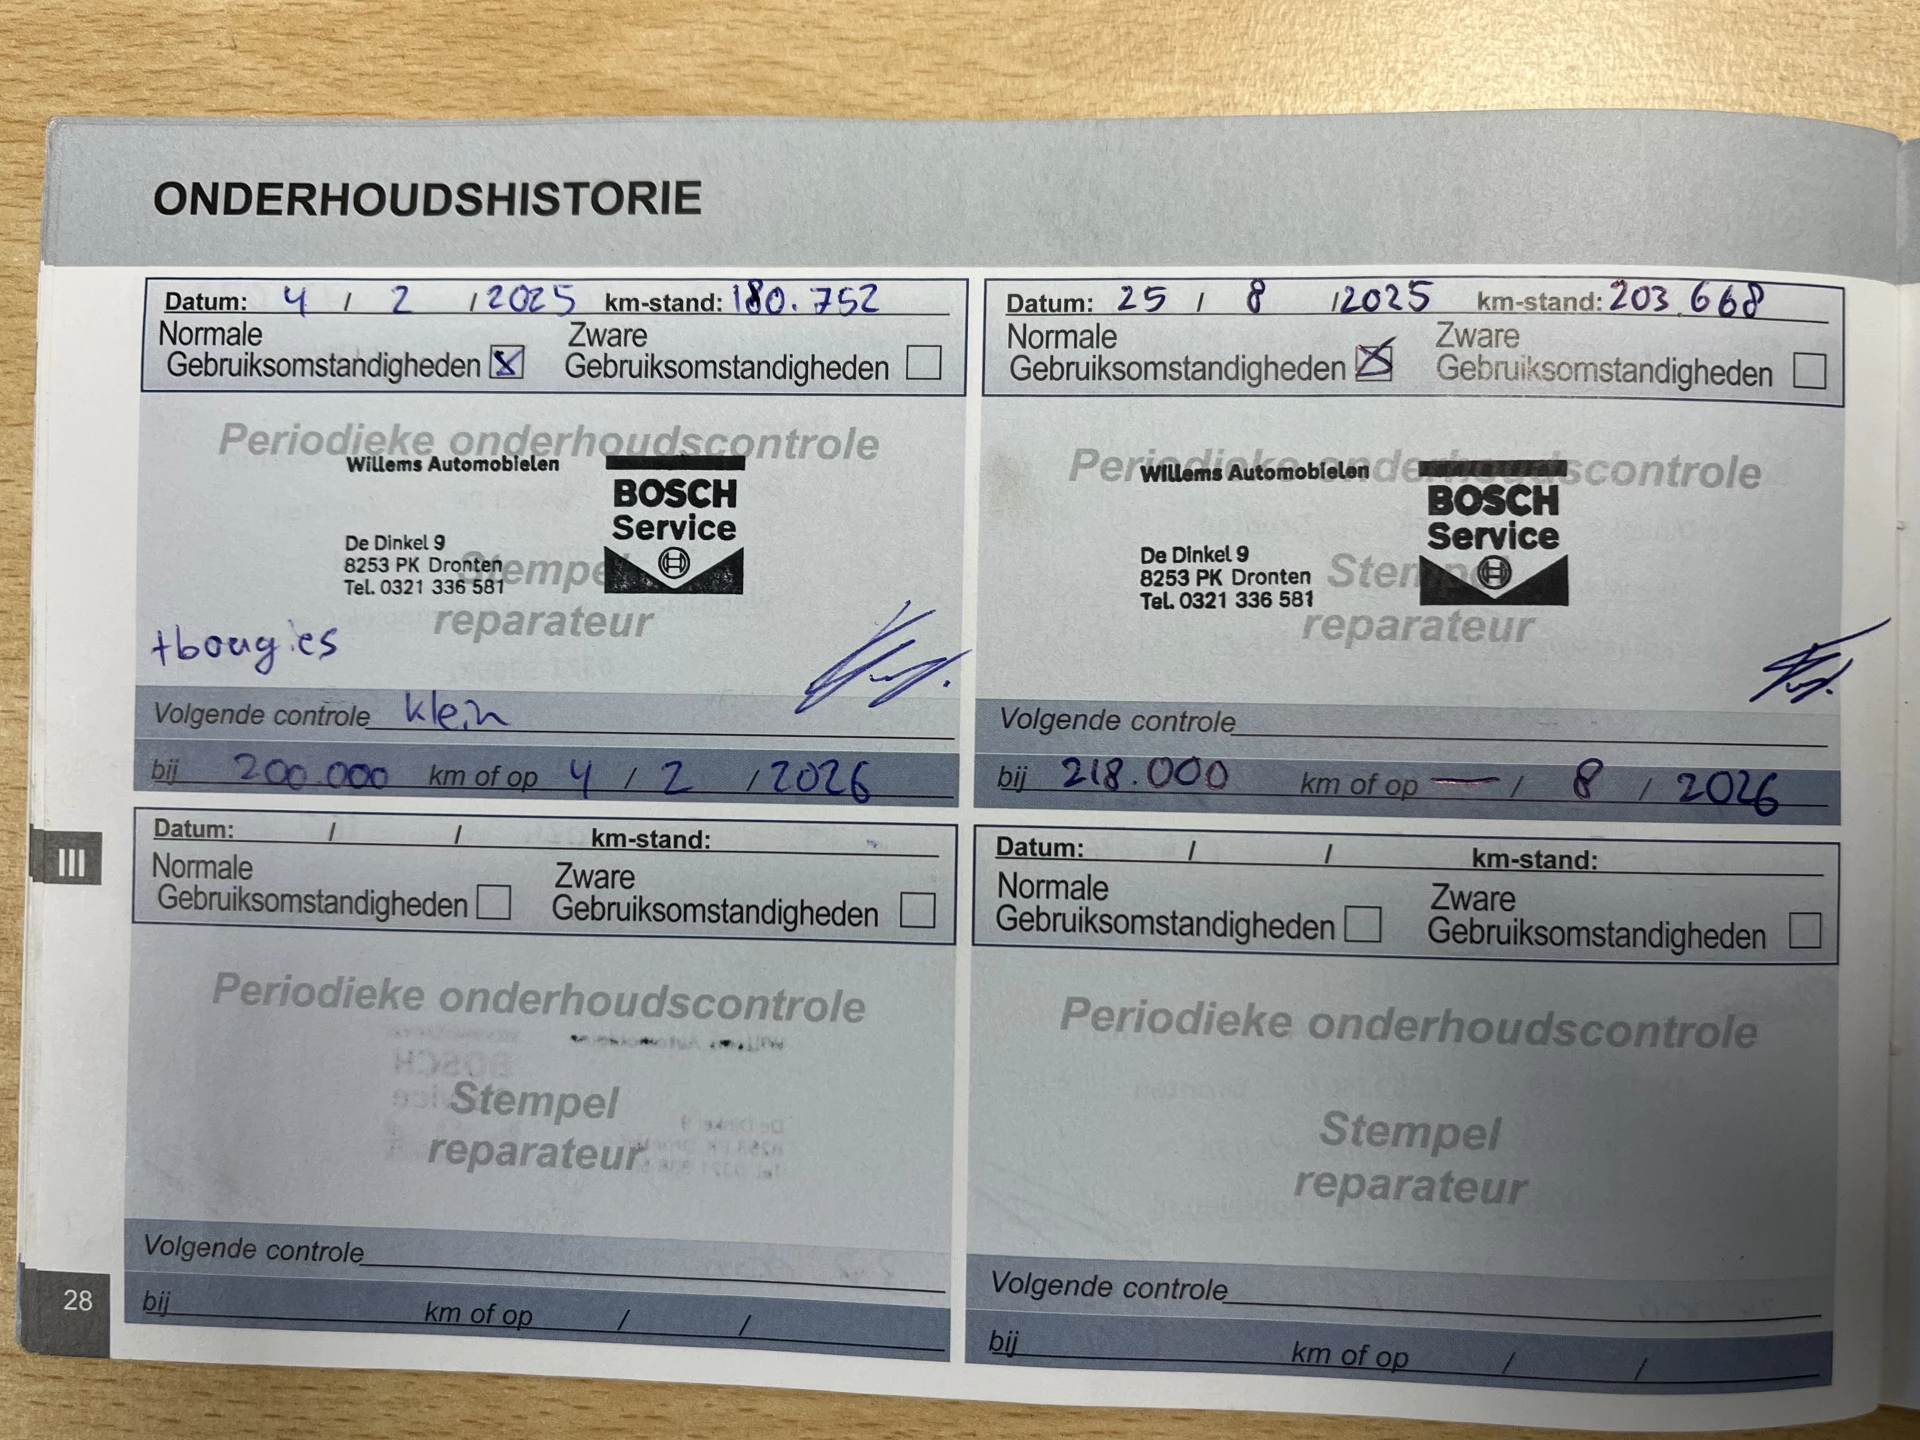 ONDERHOUDSHISTORIE
Datum: 4 / 2 / 2025 km-stand: 180.752
Normale Zware
Gebruiksomstandigheden x Gebruiksomstandigheden
Periodieke onderhoudscontrole
Willems Automobielen
BOSCH
Service
De Dinkel 9
8253 PK Dronten
Tel. 0321 336 581
Stempel
reparateur
+bougies
Volgende controle klein
bij 200.000 km of op 4 / 2 / 2026
Datum: 25 / 8 / 2025 km-stand: 203.668
Normale Zware
Gebruiksomstandigheden x Gebruiksomstandigheden
Periodieke onderhoudscontrole
Willems Automobielen
BOSCH
Service
De Dinkel 9
8253 PK Dronten
Tel. 0321 336 581
Stempel
reparateur
Volgende controle
bij 218.000 km of op — / 8 / 2026
Datum: / / km-stand:
Normale Zware
Gebruiksomstandigheden Gebruiksomstandigheden
Periodieke onderhoudscontrole
Stempel
reparateur
Volgende controle
bij km of op / /
Datum: / / km-stand:
Normale Zware
Gebruiksomstandigheden Gebruiksomstandigheden
Periodieke onderhoudscontrole
Stempel
reparateur
Volgende controle
bij km of op / /
III
28